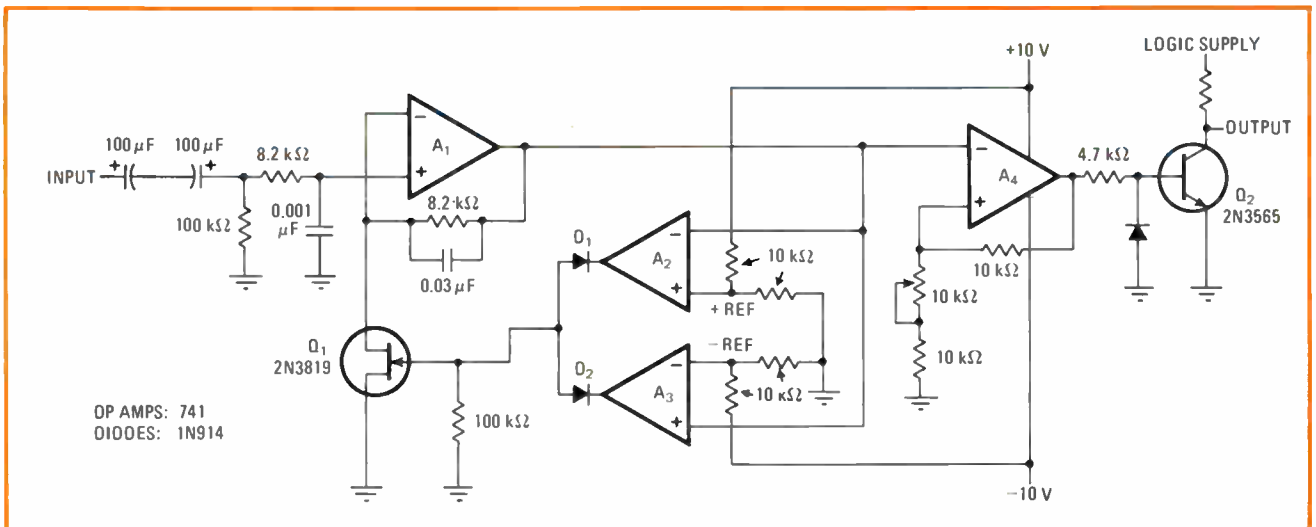 LOGIC SUPPLY
+10 V
100 µF
100 µF
8.2 kΩ
A1
A4
4.7 kΩ
OUTPUT
INPUT
Q2
2N3565
100 kΩ
0.001
µF
8.2 kΩ
0.03 µF
D1
A2
10 kΩ
+ REF
10 kΩ
10 kΩ
Q1
2N3819
D2
A3
− REF
10 kΩ
10 kΩ
OP AMPS: 741
DIODES: 1N914
100 kΩ
−10 V